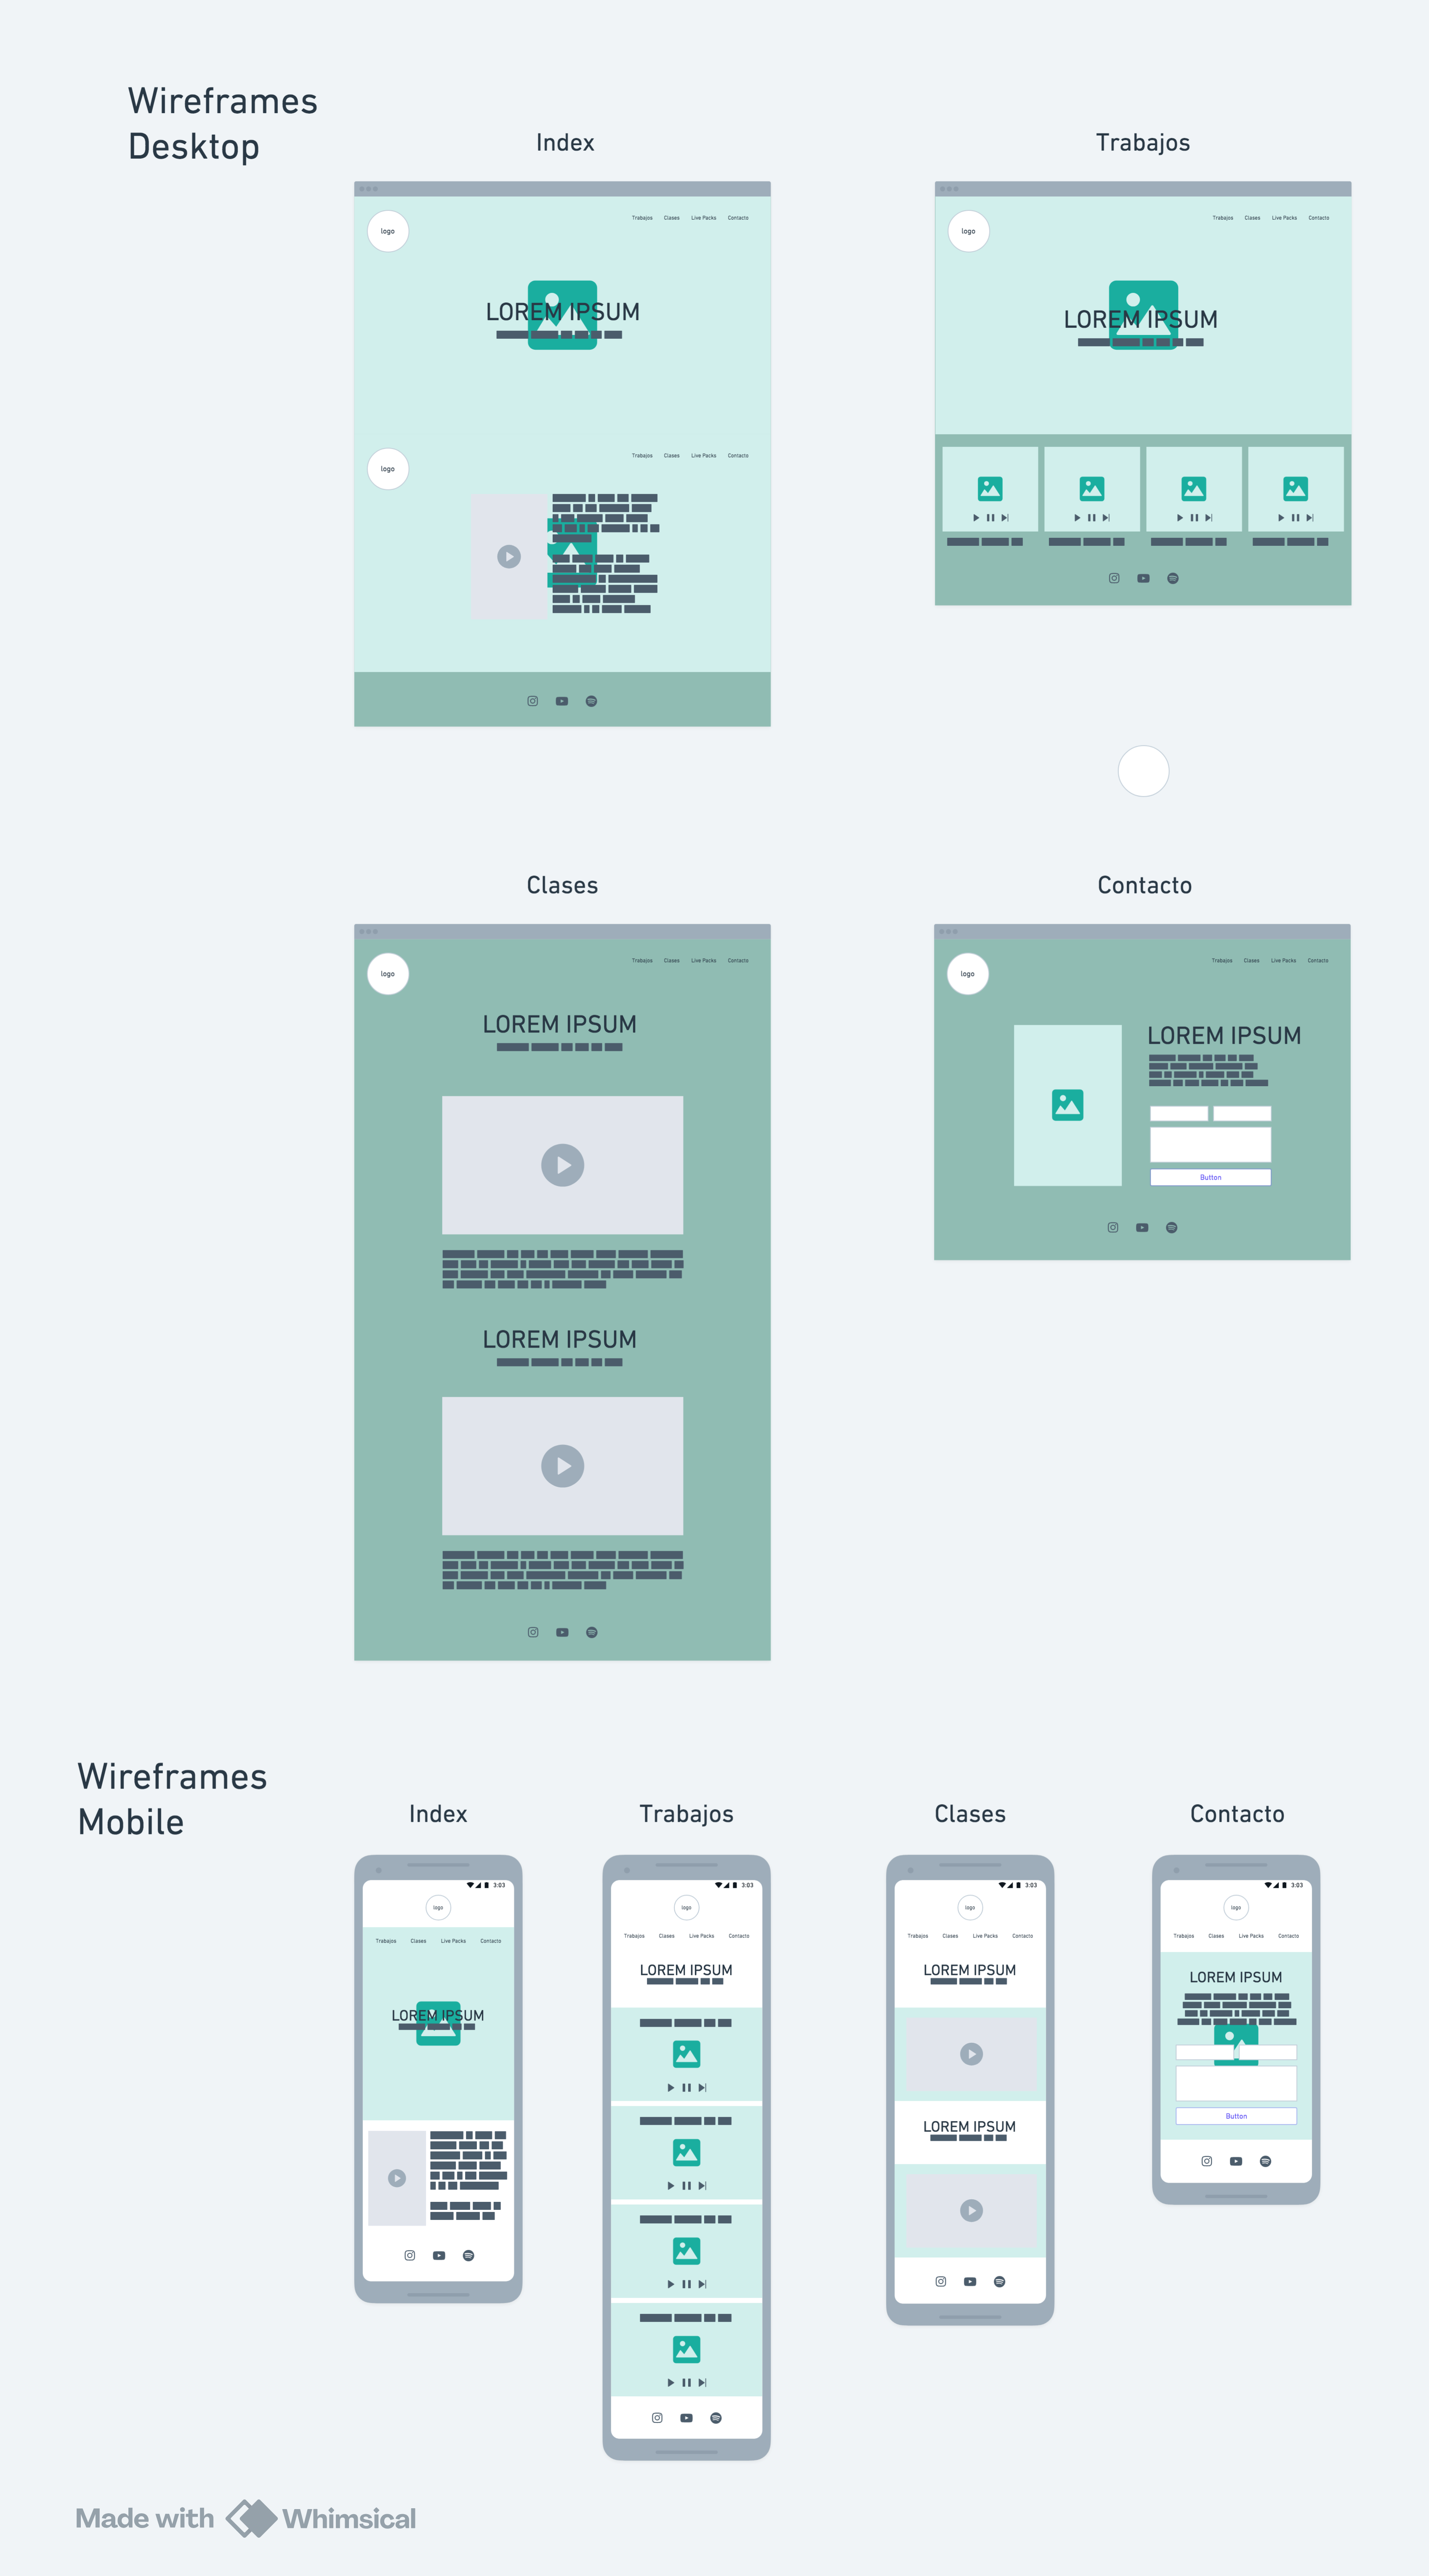 Wireframes
Desktop
Index
Trabajos
logo
Trabajos Clases Live Packs Contacto
LOREM IPSUM
logo
Trabajos Clases Live Packs Contacto
logo
Trabajos Clases Live Packs Contacto
LOREM IPSUM
Clases
Contacto
logo
Trabajos Clases Live Packs Contacto
LOREM IPSUM
LOREM IPSUM
logo
Trabajos Clases Live Packs Contacto
LOREM IPSUM
Button
Wireframes
Mobile
Index
Trabajos
Clases
Contacto
3:03
logo
Trabajos Clases Live Packs Contacto
LOREM IPSUM
3:03
logo
Trabajos Clases Live Packs Contacto
LOREM IPSUM
3:03
logo
Trabajos Clases Live Packs Contacto
LOREM IPSUM
LOREM IPSUM
3:03
logo
Trabajos Clases Live Packs Contacto
LOREM IPSUM
Button
Made with Whimsical